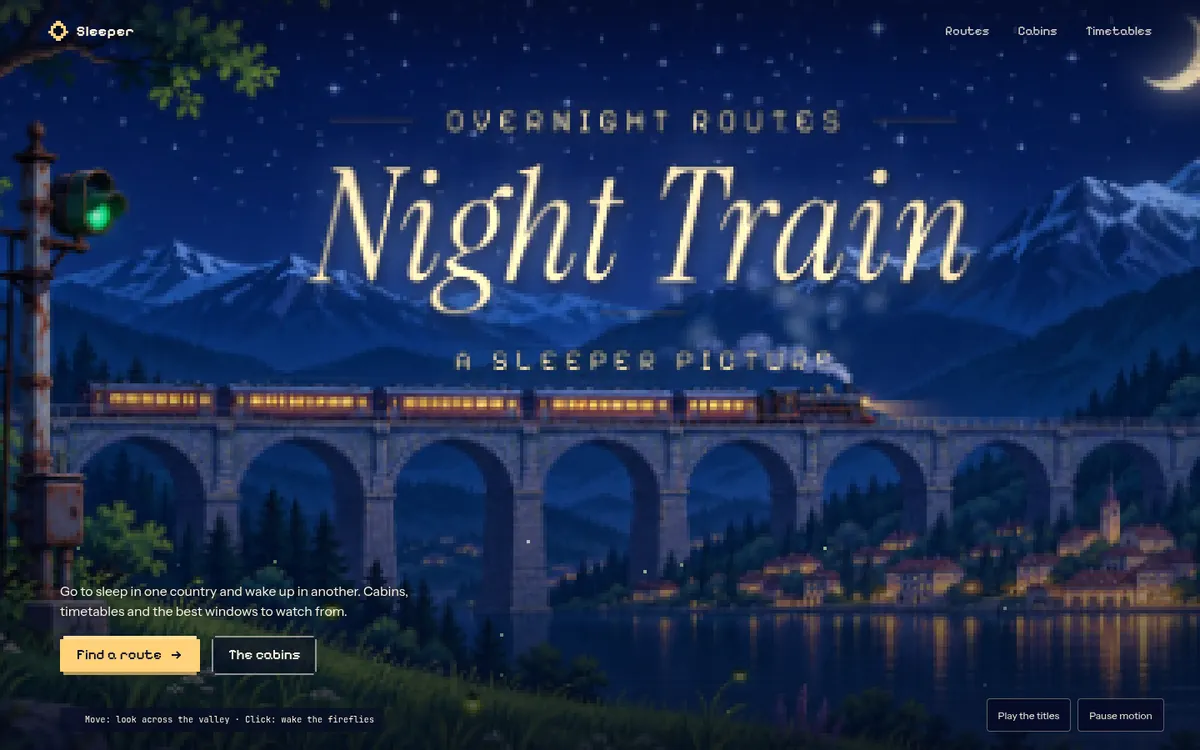 Sleeper
Routes Cabins Timetables
OVERNIGHT ROUTES
Night Train
A SLEEPER PICTURE
Go to sleep in one country and wake up in another. Cabins,
timetables and the best windows to watch from.
Find a route →
The cabins
Move: look across the valley · Click: wake the fireflies
Play the titles
Pause motion